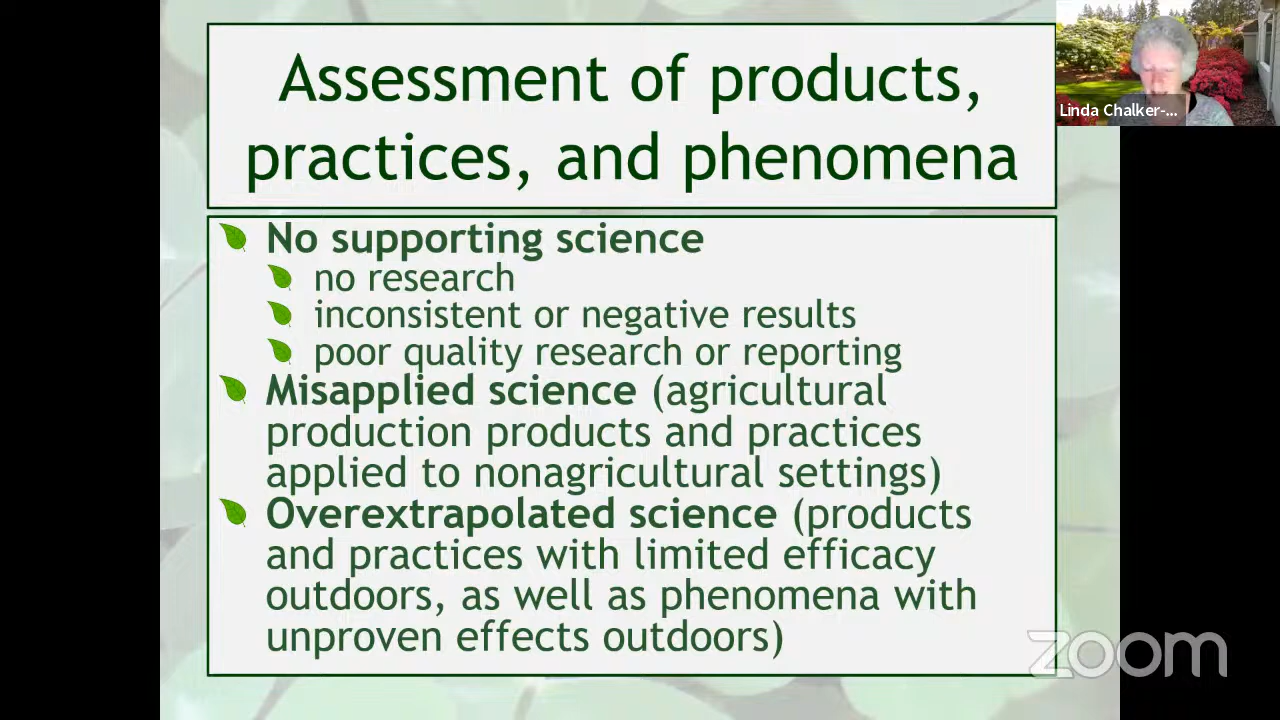 Assessment of products,
practices, and phenomena
Linda Chalker-...
No supporting science
no research
inconsistent or negative results
poor quality research or reporting
Misapplied science (agricultural
production products and practices
applied to nonagricultural settings)
Overextrapolated science (products
and practices with limited efficacy
outdoors, as well as phenomena with
unproven effects outdoors)
zoom